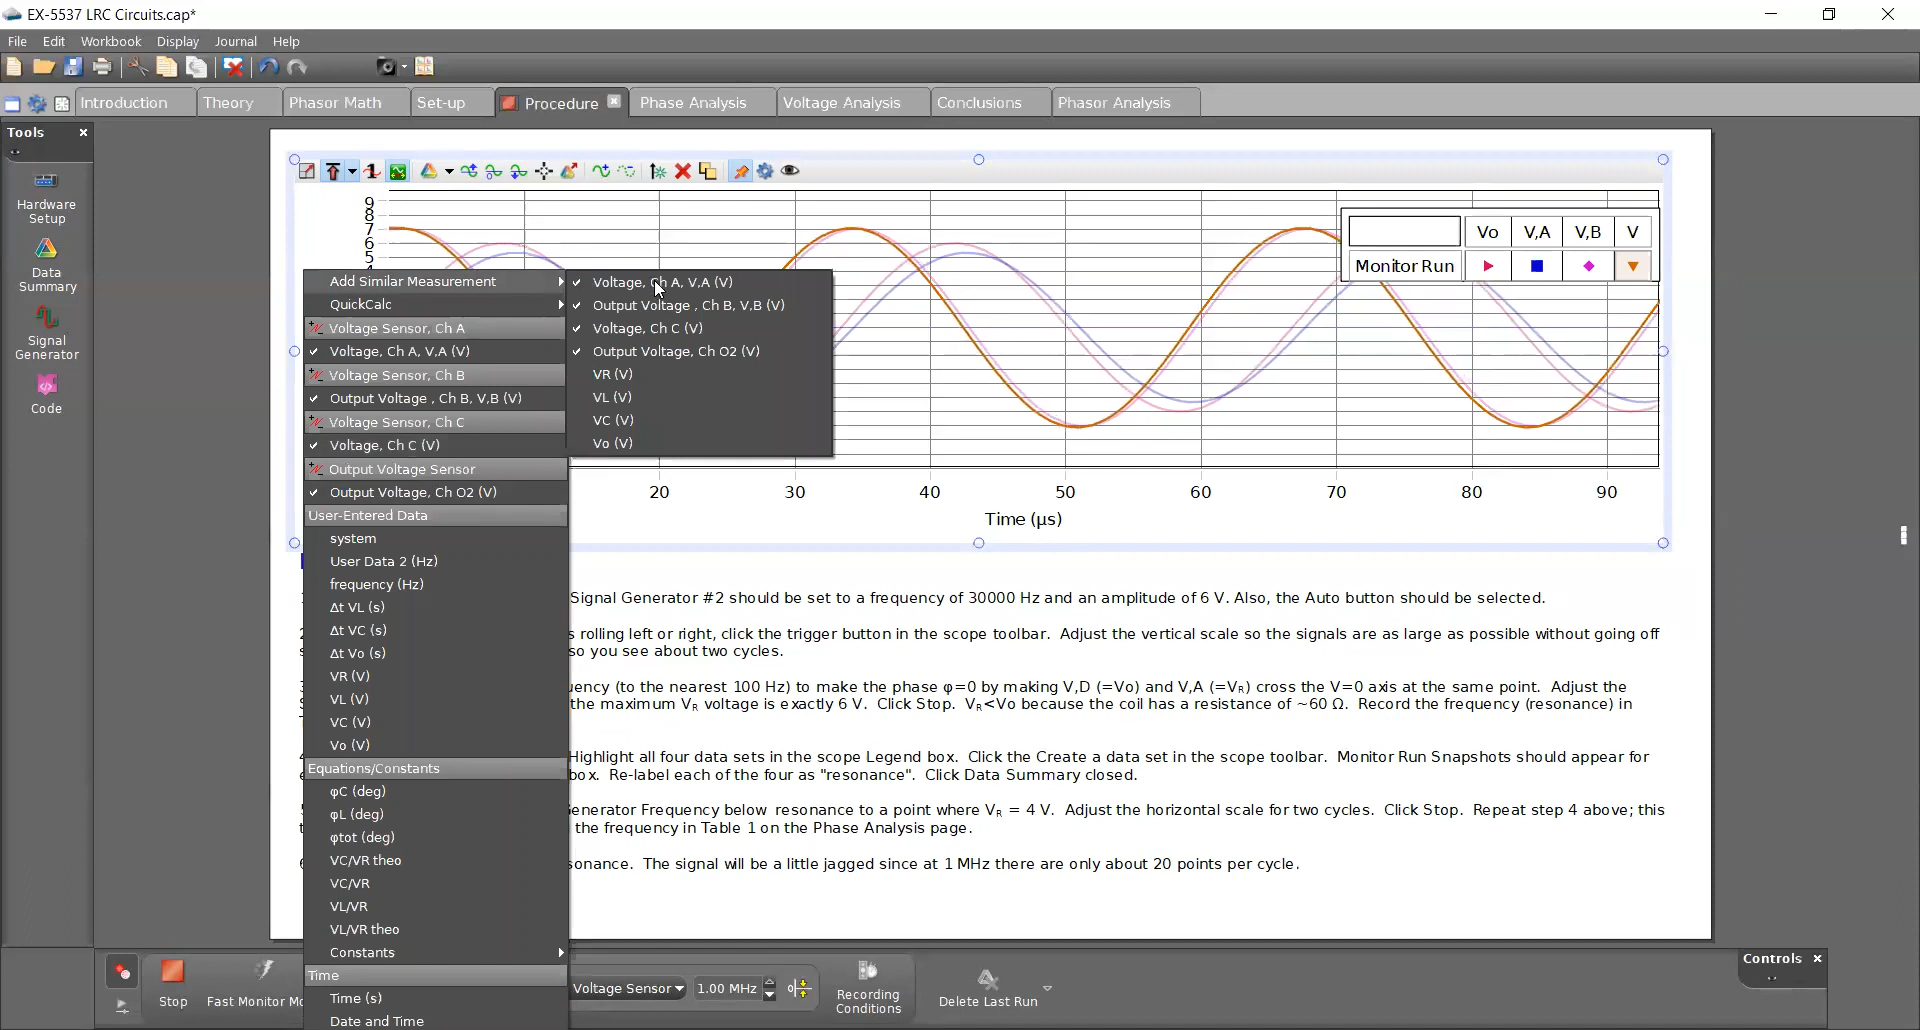 EX-5537 LRC Circuits.cap*
File Edit Workbook Display Journal Help
Introduction Theory Phasor Math Set-up Procedure Phase Analysis Voltage Analysis Conclusions Phasor Analysis
Tools
Hardware
Setup
Data
Summary
Signal
Generator
Code
9
8
7
6
Vo V,A V,B V
Monitor Run
Add Similar Measurement
QuickCalc
Voltage Sensor, Ch A
Voltage, Ch A, V,A (V)
Voltage Sensor, Ch B
Output Voltage , Ch B, V,B (V)
Voltage Sensor, Ch C
Voltage, Ch C (V)
Output Voltage Sensor
Output Voltage, Ch O2 (V)
User-Entered Data
system
User Data 2 (Hz)
frequency (Hz)
Δt VL (s)
Δt VC (s)
Δt Vo (s)
VR (V)
VL (V)
VC (V)
Vo (V)
Equations/Constants
φC (deg)
φL (deg)
φtot (deg)
VC/VR theo
VC/VR
VL/VR
VL/VR theo
Constants
Time
Time (s)
Date and Time
Voltage, Ch A, V,A (V)
Output Voltage , Ch B, V,B (V)
Voltage, Ch C (V)
Output Voltage, Ch O2 (V)
VR (V)
VL (V)
VC (V)
Vo (V)
20 30 40 50 60 70 80 90
Time (μs)
Signal Generator #2 should be set to a frequency of 30000 Hz and an amplitude of 6 V. Also, the Auto button should be selected.
s rolling left or right, click the trigger button in the scope toolbar. Adjust the vertical scale so the signals are as large as possible without going off
so you see about two cycles.
uency (to the nearest 100 Hz) to make the phase φ=0 by making V,D (=Vo) and V,A (=VR) cross the V=0 axis at the same point. Adjust the
the maximum VR voltage is exactly 6 V. Click Stop. VR<Vo because the coil has a resistance of ~60 Ω. Record the frequency (resonance) in
Highlight all four data sets in the scope Legend box. Click the Create a data set in the scope toolbar. Monitor Run Snapshots should appear for
box. Re-label each of the four as "resonance". Click Data Summary closed.
Generator Frequency below resonance to a point where VR = 4 V. Adjust the horizontal scale for two cycles. Click Stop. Repeat step 4 above; this
the frequency in Table 1 on the Phase Analysis page.
sonance. The signal will be a little jagged since at 1 MHz there are only about 20 points per cycle.
Stop
Fast Monitor Mo
Voltage Sensor
1.00 MHz
Recording
Conditions
Delete Last Run
Controls